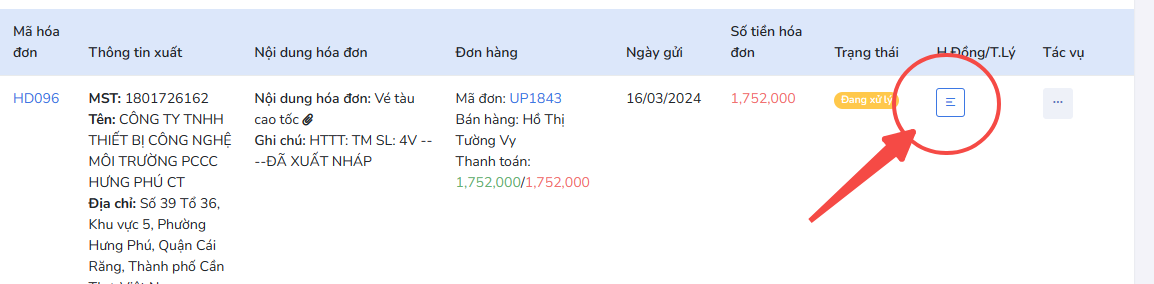 Mã hóa đơn
Thông tin xuất
Nội dung hóa đơn
Đơn hàng
Ngày gửi
Số tiền hóa đơn
Trạng thái
H.Đồng/T.Lý
Tác vụ
HD096
MST: 1801726162
Tên: CÔNG TY TNHH
THIẾT BỊ CÔNG NGHỆ
MÔI TRƯỜNG PCCC
HƯNG PHÚ CT
Địa chỉ: Số 39 Tổ 36,
Khu vực 5, Phường
Hưng Phú, Quận Cái
Răng, Thành phố Cần
Nội dung hóa đơn: Vé tàu
cao tốc
Ghi chú: HTTT: TM SL: 4V --
--ĐÃ XUẤT NHÁP
Mã đơn: UP1843
Bán hàng: Hồ Thị
Tường Vy
Thanh toán:
1,752,000/1,752,000
16/03/2024
1,752,000
Đang xử lý